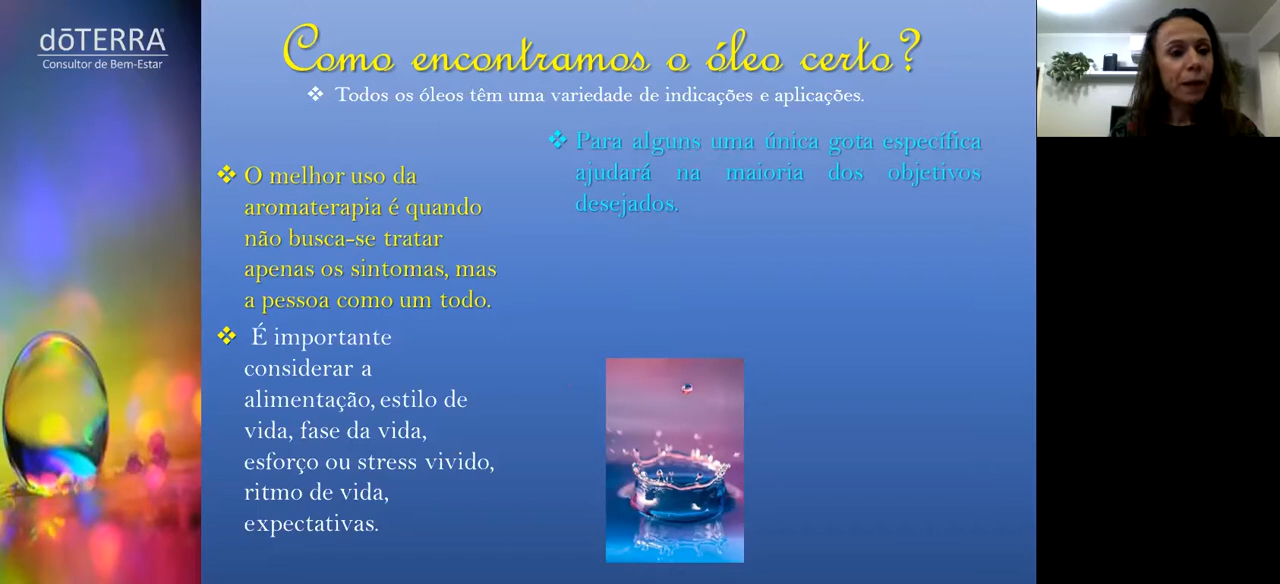 dōTERRA®
Consultor de Bem-Estar
Como encontramos o óleo certo?
❖ Todos os óleos têm uma variedade de indicações e aplicações.
❖ O melhor uso da
aromaterapia é quando
não busca-se tratar
apenas os sintomas, mas
a pessoa como um todo.
❖ É importante
considerar a
alimentação, estilo de
vida, fase da vida,
esforço ou stress vivido,
ritmo de vida,
expectativas.
❖ Para alguns uma única gota específica
ajudará na maioria dos objetivos
desejados.